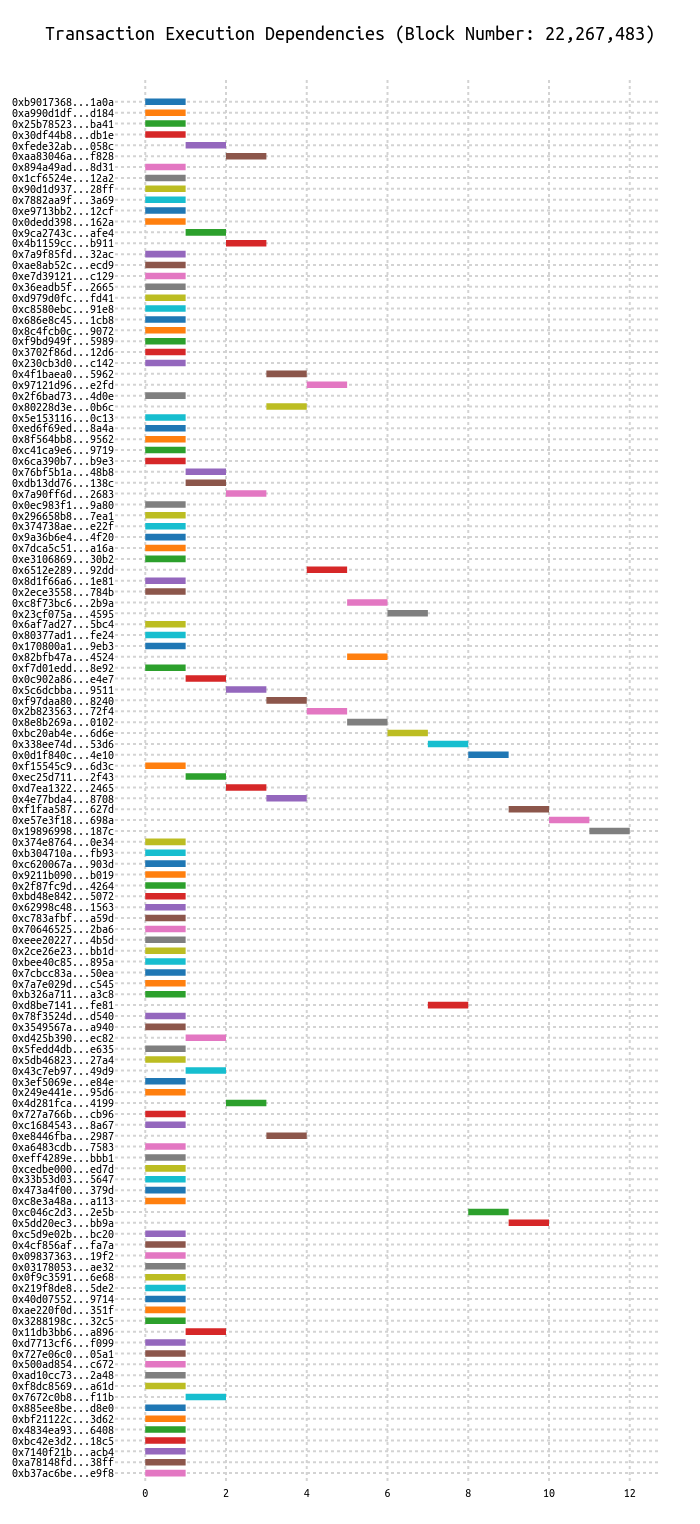 Transaction Execution Dependencies (Block Number: 22,267,483)
0xb9017368...1a0a
0xa990d1df...d184
0x25b78523...ba41
0x30df44b8...db1e
0xfede32ab...058c
0xaa83046a...f828
0x894a49ad...8d31
0x1cf6524e...12a2
0x90d1d937...28ff
0x7882aa9f...3a69
0xe9713bb2...12cf
0x0dedd398...162a
0x9ca2743c...afe4
0x4b1159cc...b911
0x7a9f85fd...32ac
0xae8ab52c...ecd9
0xe7d39121...c129
0x36eadb5f...2665
0xd979d0fc...fd41
0xc8580ebc...91e8
0x686e8c45...1cb8
0x8c4fcb0c...9072
0xf9bd949f...5989
0x3702f86d...12d6
0x230cb3d0...c142
0x4f1baea0...5962
0x97121d96...e2fd
0x2f6bad73...4d0e
0x80228d3e...0b6c
0x5e153116...0c13
0xed6f69ed...8a4a
0x8f564bb8...9562
0xc41ca9e6...9719
0x6ca390b7...b9e3
0x76bf5b1a...48b8
0xdb13dd76...138c
0x7a90ff6d...2683
0x0ec983f1...9a80
0x296658b8...7ea1
0x374738ae...e22f
0x9a36b6e4...4f20
0x7dca5c51...a16a
0xe3106869...30b2
0x6512e289...92dd
0x8d1f66a6...1e81
0x2ece3558...784b
0xc8f73bc6...2b9a
0x23cf075a...4595
0x6af7ad27...5bc4
0x80377ad1...fe24
0x170800a1...9eb3
0x82bfb47a...4524
0xf7d01edd...8e92
0x0c902a86...e4e7
0x5c6dcbba...9511
0xf97daa80...8240
0x2b823563...72f4
0x8e8b269a...0102
0xbc20ab4e...6d6e
0x338ee74d...53d6
0x0d1f840c...4e10
0xf15545c9...6d3c
0xec25d711...2f43
0xd7ea1322...2465
0x4e77bda4...8708
0xf1faa587...627d
0xe57e3f18...698a
0x19896998...187c
0x374e8764...0e34
0xb304710a...fb93
0xc620067a...903d
0x9211b090...b019
0x2f87fc9d...4264
0xbd48e842...5072
0x62998c48...1563
0xc783afbf...a59d
0x70646525...2ba6
0xeee20227...4b5d
0x2ce26e23...bb1d
0xbee40c85...895a
0x7cbcc83a...50ea
0x7a7e029d...c545
0xb326a711...a3c8
0xd8be7141...fe81
0x78f3524d...d540
0x3549567a...a940
0xd425b390...ec82
0x5fedd4db...e635
0x5db46823...27a4
0x43c7eb97...49d9
0x3ef5069e...e84e
0x249e441e...95d6
0x4d281fca...4199
0x727a766b...cb96
0xc1684543...8a67
0xe8446fba...2987
0xa6483cdb...7583
0xeff4289e...bbb1
0xcedbe000...ed7d
0x33b53d03...5647
0x473a4f00...379d
0xc8e3a48a...a113
0xc046c2d3...2e5b
0x5dd20ec3...bb9a
0xc5d9e02b...bc20
0x4cf856af...fa7a
0x09837363...19f2
0x03178053...ae32
0x0f9c3591...6e68
0x219f8de8...5de2
0x40d07552...9714
0xae220f0d...351f
0x3288198c...32c5
0x11db3bb6...a896
0xd7713cf6...f099
0x727e06c0...05a1
0x500ad854...c672
0xad10cc73...2a48
0xf8dc8569...a61d
0x7672c0b8...f11b
0x885ee8be...d8e0
0xbf21122c...3d62
0x4834ea93...6408
0xbc42e3d2...18c5
0x7140f21b...acb4
0xa78148fd...38ff
0xb37ac6be...e9f8
0 2 4 6 8 10 12